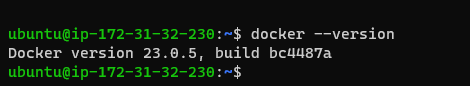 ubuntu@ip-172-31-32-230:~$ docker --version
Docker version 23.0.5, build bc4487a
ubuntu@ip-172-31-32-230:~$